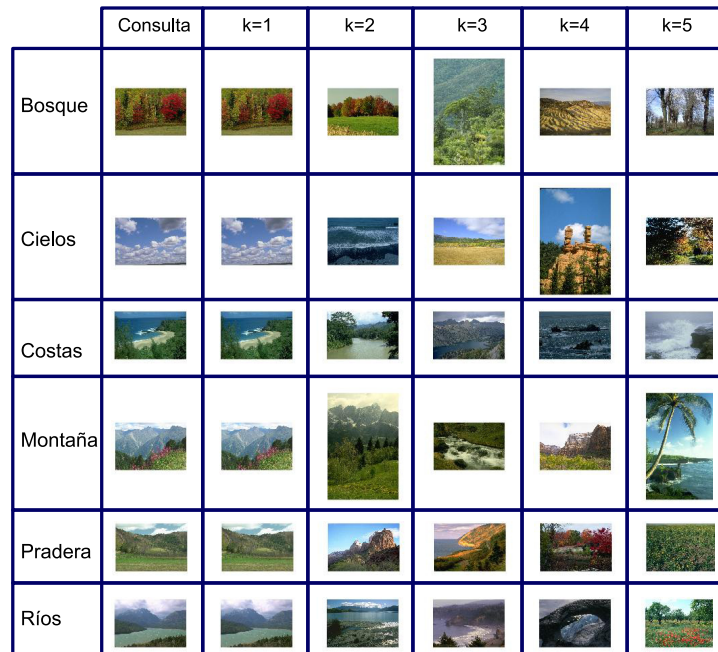 Consulta k=1 k=2 k=3 k=4 k=5
Bosque
Cielos
Costas
Montaña
Pradera
Ríos